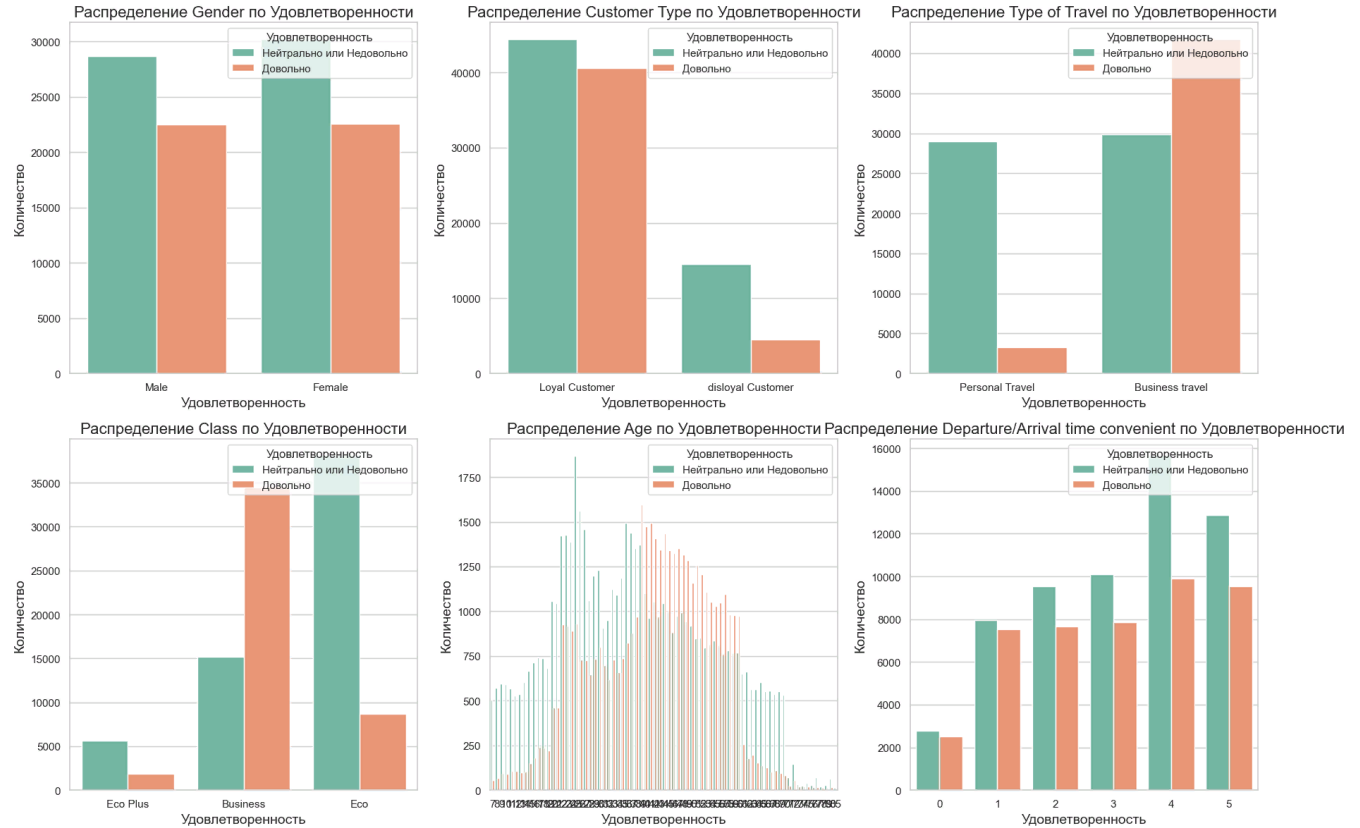 Распределение Gender по Удовлетворенности
Количество
30000
25000
20000
15000
10000
5000
0
Удовлетворенность
Нейтрально или Недовольно
Довольно
Male
Female
Удовлетворенность
Распределение Customer Type по Удовлетворенности
Количество
40000
30000
20000
10000
0
Удовлетворенность
Нейтрально или Недовольно
Довольно
Loyal Customer
disloyal Customer
Удовлетворенность
Распределение Type of Travel по Удовлетворенности
Количество
40000
35000
30000
25000
20000
15000
10000
5000
0
Удовлетворенность
Нейтрально или Недовольно
Довольно
Personal Travel
Business travel
Удовлетворенность
Распределение Class по Удовлетворенности
Количество
35000
30000
25000
20000
15000
10000
5000
0
Удовлетворенность
Нейтрально или Недовольно
Довольно
Eco Plus
Business
Eco
Удовлетворенность
Распределение Age по Удовлетворенности
Количество
1750
1500
1250
1000
750
500
250
0
Удовлетворенность
Нейтрально или Недовольно
Довольно
Удовлетворенность
Распределение Departure/Arrival time convenient по Удовлетворенности
Количество
16000
14000
12000
10000
8000
6000
4000
2000
0
Удовлетворенность
Нейтрально или Недовольно
Довольно
0
1
2
3
4
5
Удовлетворенность